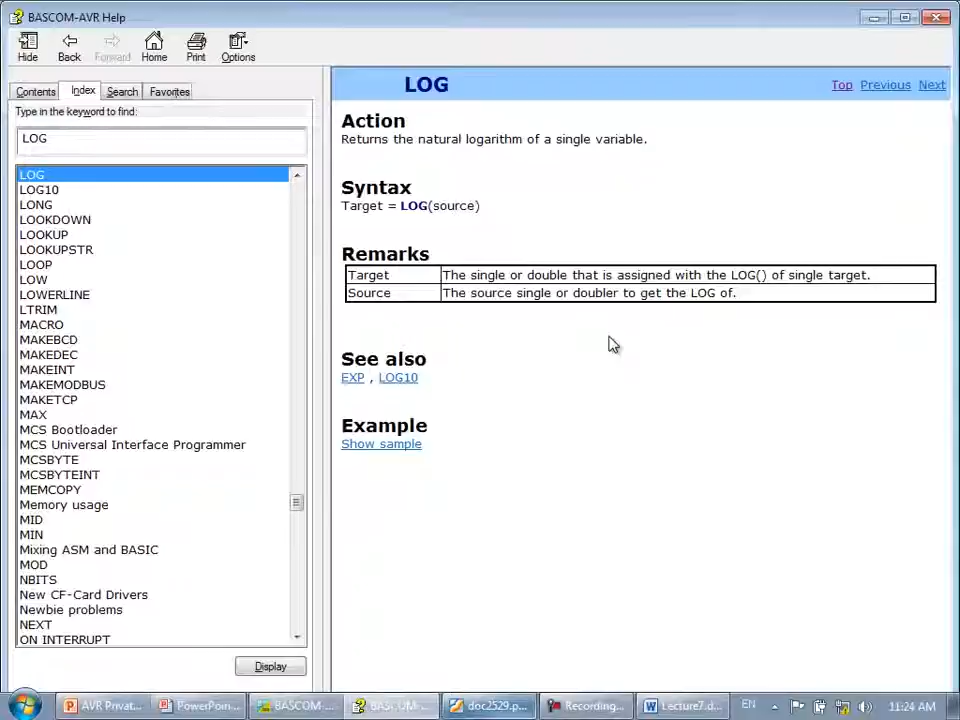 BASCOM-AVR Help
Hide Back Forward Home Print Options
Contents Index Search Favorites
Type in the keyword to find:
LOG
LOG
LOG10
LONG
LOOKDOWN
LOOKUP
LOOKUPSTR
LOOP
LOW
LOWERLINE
LTRIM
MACRO
MAKEBCD
MAKEDEC
MAKEINT
MAKEMODBUS
MAKETCP
MAX
MCS Bootloader
MCS Universal Interface Programmer
MCSBYTE
MCSBYTEINT
MEMCOPY
Memory usage
MID
MIN
Mixing ASM and BASIC
MOD
NBITS
New CF-Card Drivers
Newbie problems
NEXT
ON INTERRUPT
Display
LOG
Top Previous Next
Action
Returns the natural logarithm of a single variable.
Syntax
Target = LOG(source)
Remarks
Target The single or double that is assigned with the LOG() of single target.
Source The source single or doubler to get the LOG of.
See also
EXP , LOG10
Example
Show sample
AVR Privat... PowerPoin... BASCOM-... BASCOM-... doc2529.p... Recording... Lecture7.d... EN 11:24 AM